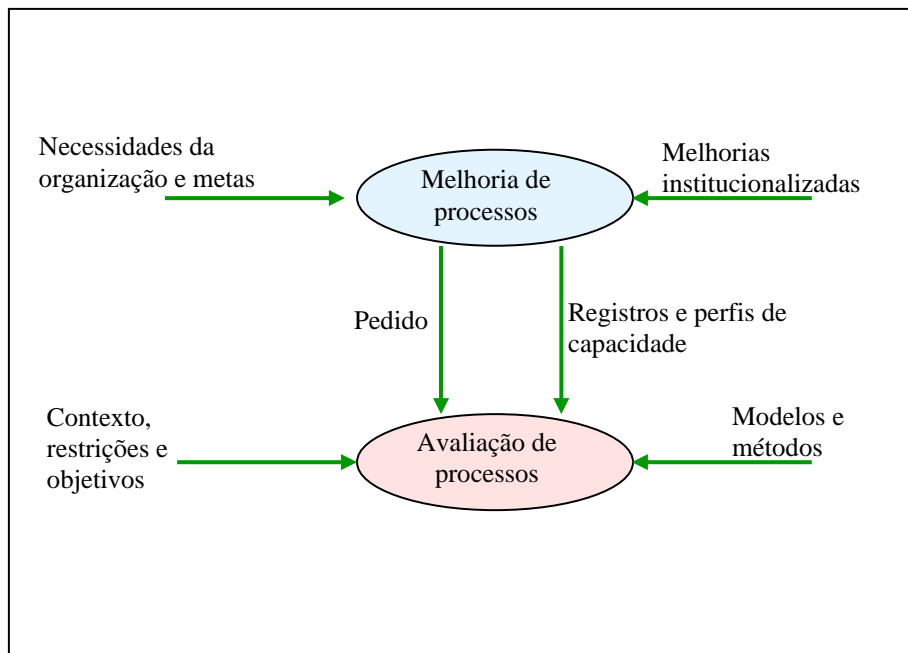 Necessidades da
organização e metas
Melhoria de
processos
Melhorias
institucionalizadas
Pedido
Registros e perfis de
capacidade
Contexto,
restrições e
objetivos
Avaliação de
processos
Modelos e
métodos